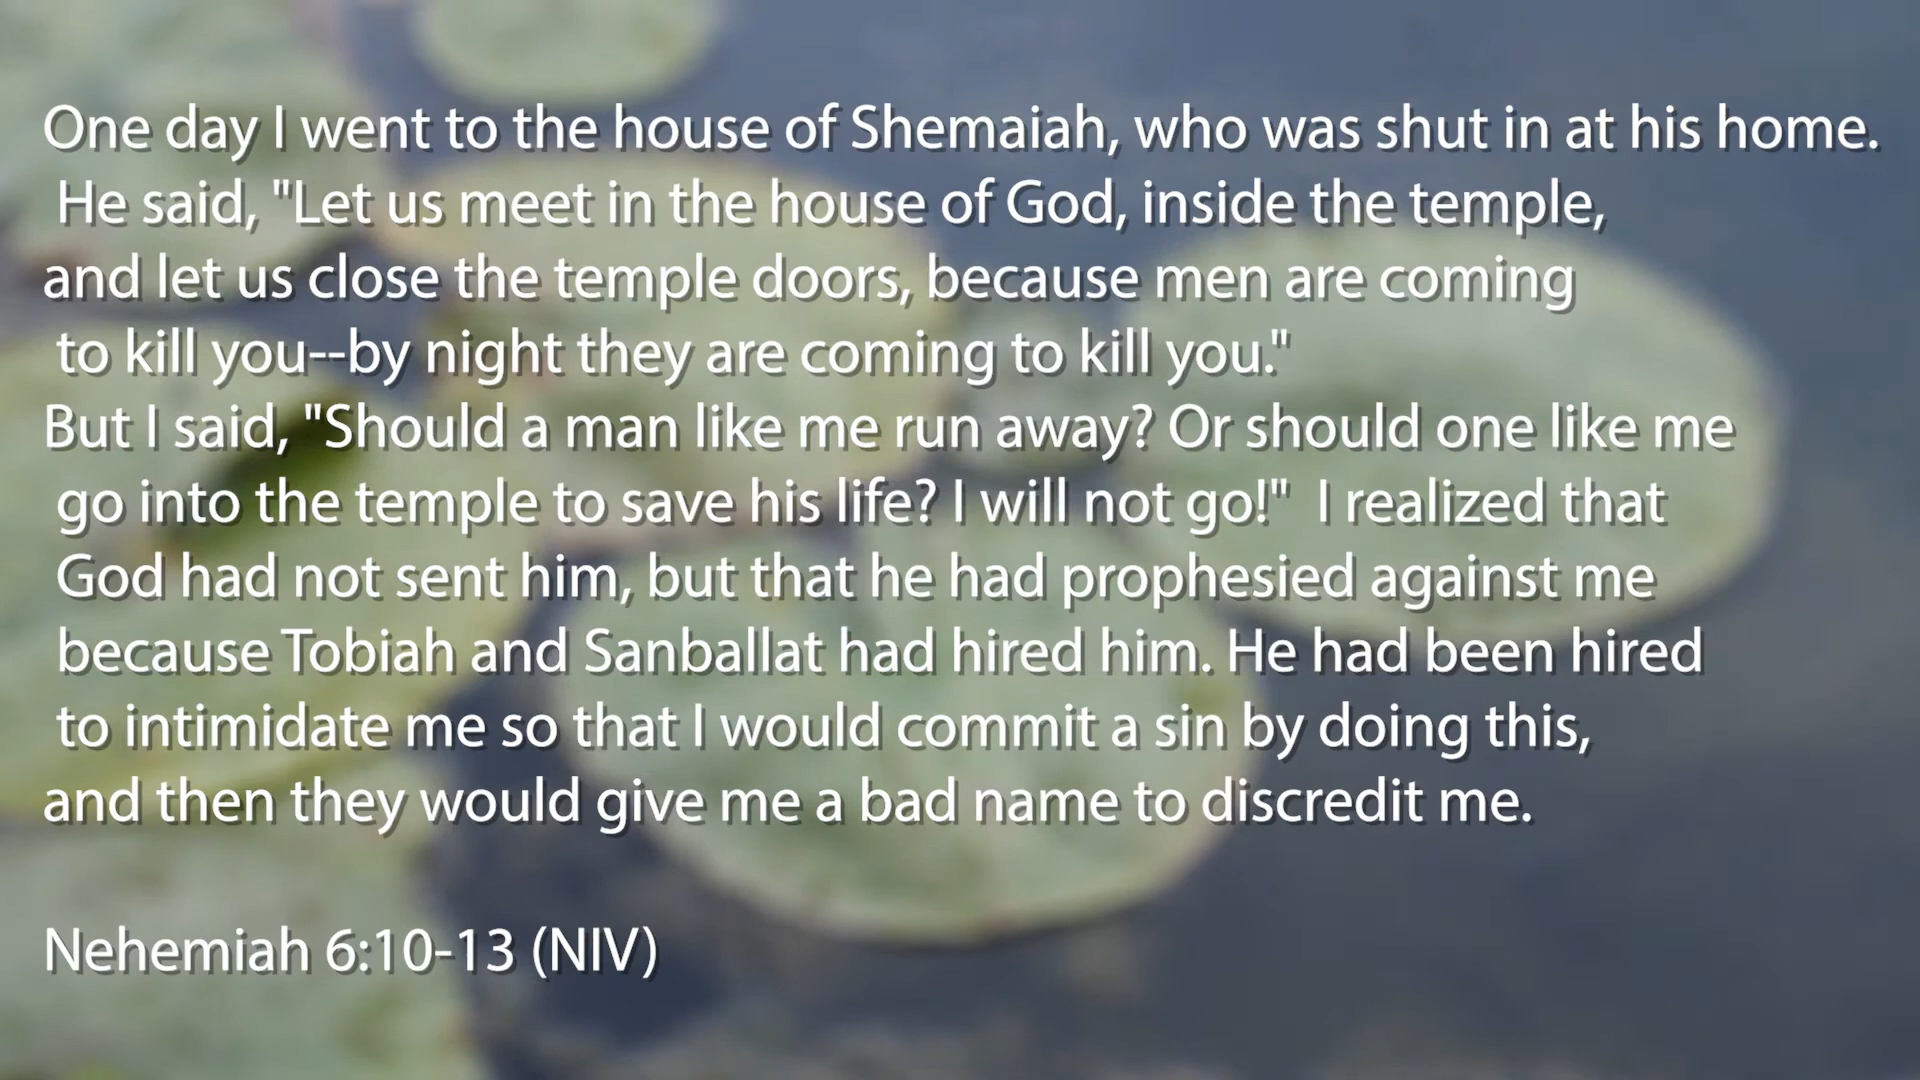 One day I went to the house of Shemaiah, who was shut in at his home.
He said, "Let us meet in the house of God, inside the temple,
and let us close the temple doors, because men are coming
to kill you--by night they are coming to kill you."
But I said, "Should a man like me run away? Or should one like me
go into the temple to save his life? I will not go!"  I realized that
God had not sent him, but that he had prophesied against me
because Tobiah and Sanballat had hired him. He had been hired
to intimidate me so that I would commit a sin by doing this,
and then they would give me a bad name to discredit me.
Nehemiah 6:10-13 (NIV)